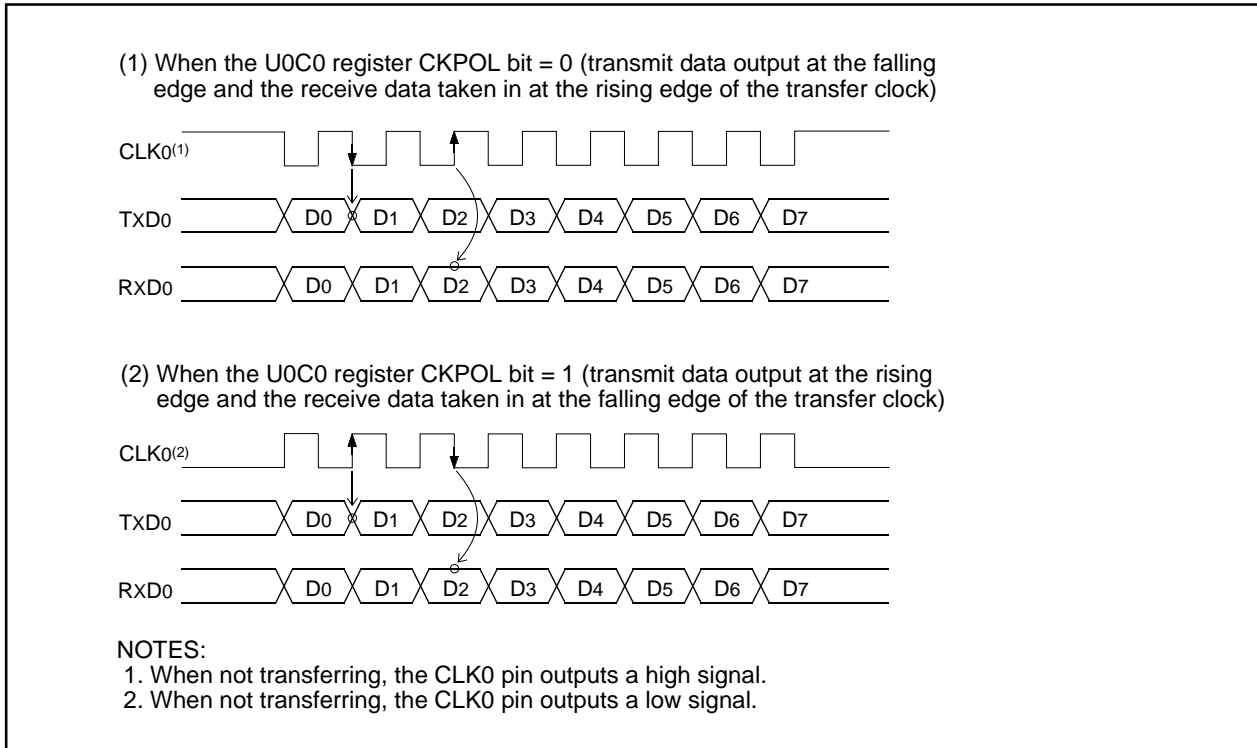 (1) When the U0C0 register CKPOL bit = 0 (transmit data output at the falling
edge and the receive data taken in at the rising edge of the transfer clock)
CLK0(1)
TXD0 D0 D1 D2 D3 D4 D5 D6 D7
RXD0 D0 D1 D2 D3 D4 D5 D6 D7
(2) When the U0C0 register CKPOL bit = 1 (transmit data output at the rising
edge and the receive data taken in at the falling edge of the transfer clock)
CLK0(2)
TXD0 D0 D1 D2 D3 D4 D5 D6 D7
RXD0 D0 D1 D2 D3 D4 D5 D6 D7
NOTES:
1. When not transferring, the CLK0 pin outputs a high signal.
2. When not transferring, the CLK0 pin outputs a low signal.